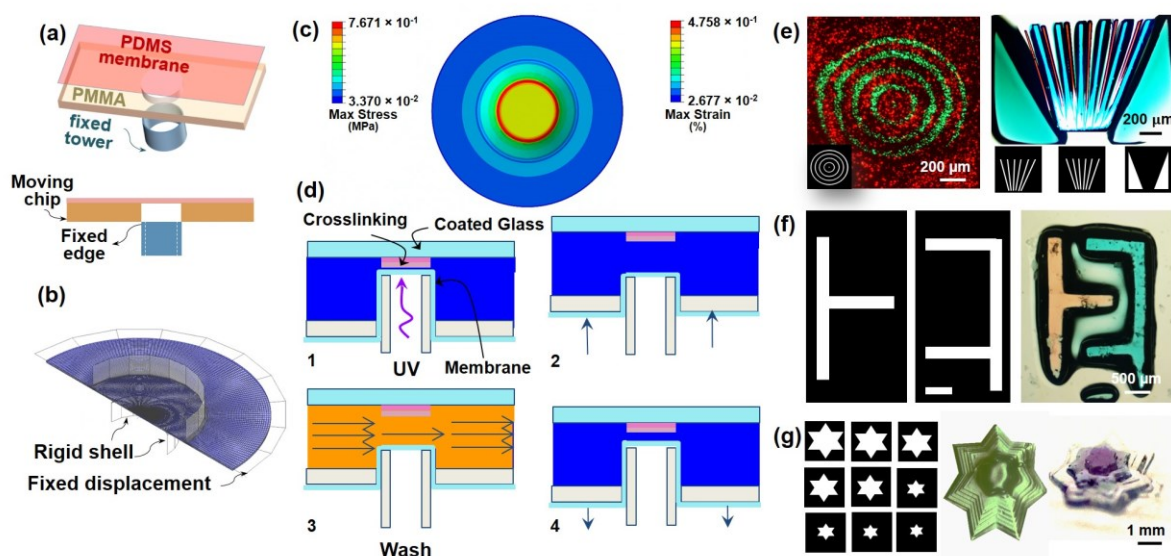 (a)
PDMS
membrane
PMMA
fixed
tower
Moving
chip
Fixed
edge
(b)
Rigid shell
Fixed displacement
(c)
7.671 × 10⁻¹
3.370 × 10⁻²
Max Stress
(MPa)
4.758 × 10⁻¹
2.677 × 10⁻²
Max Strain
(%)
(d)
Crosslinking
Coated Glass
1
UV
Membrane
2
3
Wash
4
(e)
200 µm
200 µm
(f)
500 µm
(g)
1 mm